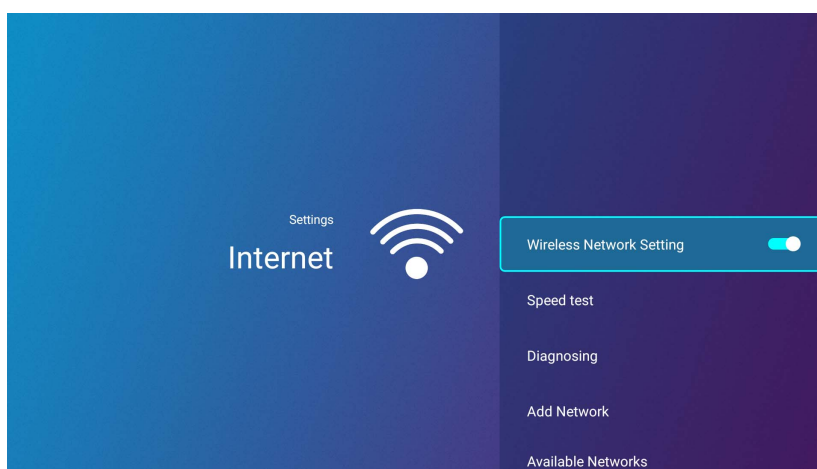 Settings
Internet
Wireless Network Setting
Speed test
Diagnosing
Add Network
Available Networks